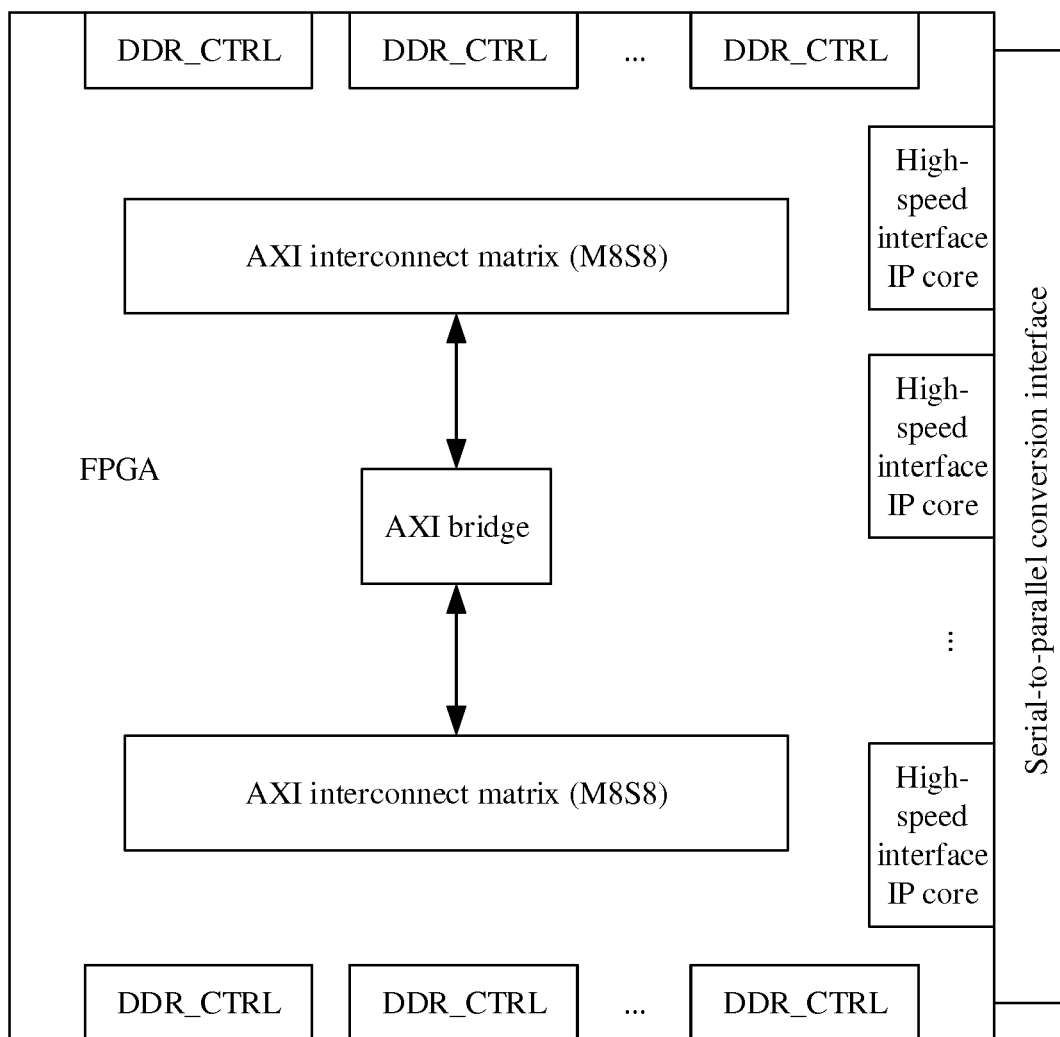 DDR_CTRL DDR_CTRL ... DDR_CTRL
High-
speed
interface
IP core
AXI interconnect matrix (M8S8)
High-
speed
interface
IP core
FPGA
AXI bridge
...
Serial-to-parallel conversion interface
AXI interconnect matrix (M8S8)
High-
speed
interface
IP core
DDR_CTRL DDR_CTRL ... DDR_CTRL